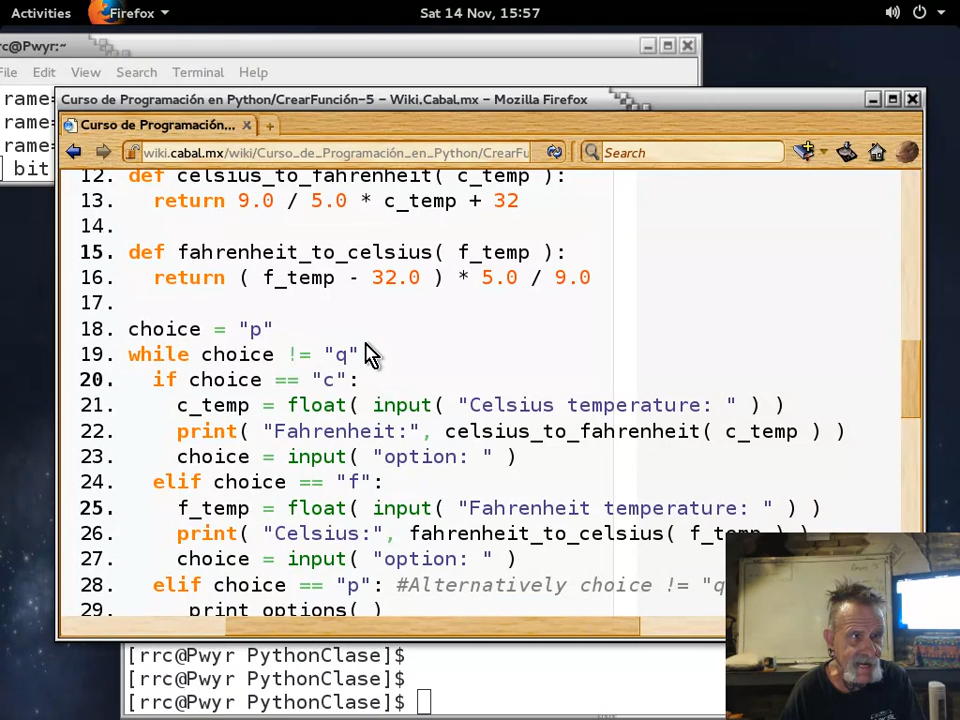 Activities Firefox Sat 14 Nov, 15:57
rc@Pwyr:~
File Edit View Search Terminal Help
rame=
rame=
rame=
bit
Curso de Programación en Python/CrearFunción-5 – Wiki.Cabal.mx – Mozilla Firefox
Curso de Programación...
wiki.cabal.mx/wiki/Curso_de_Programación_en_Python/CrearFu Search
12. def celsius_to_fahrenheit( c_temp ):
13. return 9.0 / 5.0 * c_temp + 32
14.
15. def fahrenheit_to_celsius( f_temp ):
16. return ( f_temp - 32.0 ) * 5.0 / 9.0
17.
18. choice = "p"
19. while choice != "q"
20. if choice == "c":
21. c_temp = float( input( "Celsius temperature: " ) )
22. print( "Fahrenheit:", celsius_to_fahrenheit( c_temp ) )
23. choice = input( "option: " )
24. elif choice == "f":
25. f_temp = float( input( "Fahrenheit temperature: " ) )
26. print( "Celsius:", fahrenheit_to_celsius( f_temp ) )
27. choice = input( "option: " )
28. elif choice == "p": #Alternatively choice != "q
29. print_options( )
[rrc@Pwyr PythonClase]$
[rrc@Pwyr PythonClase]$
[rrc@Pwyr PythonClase]$